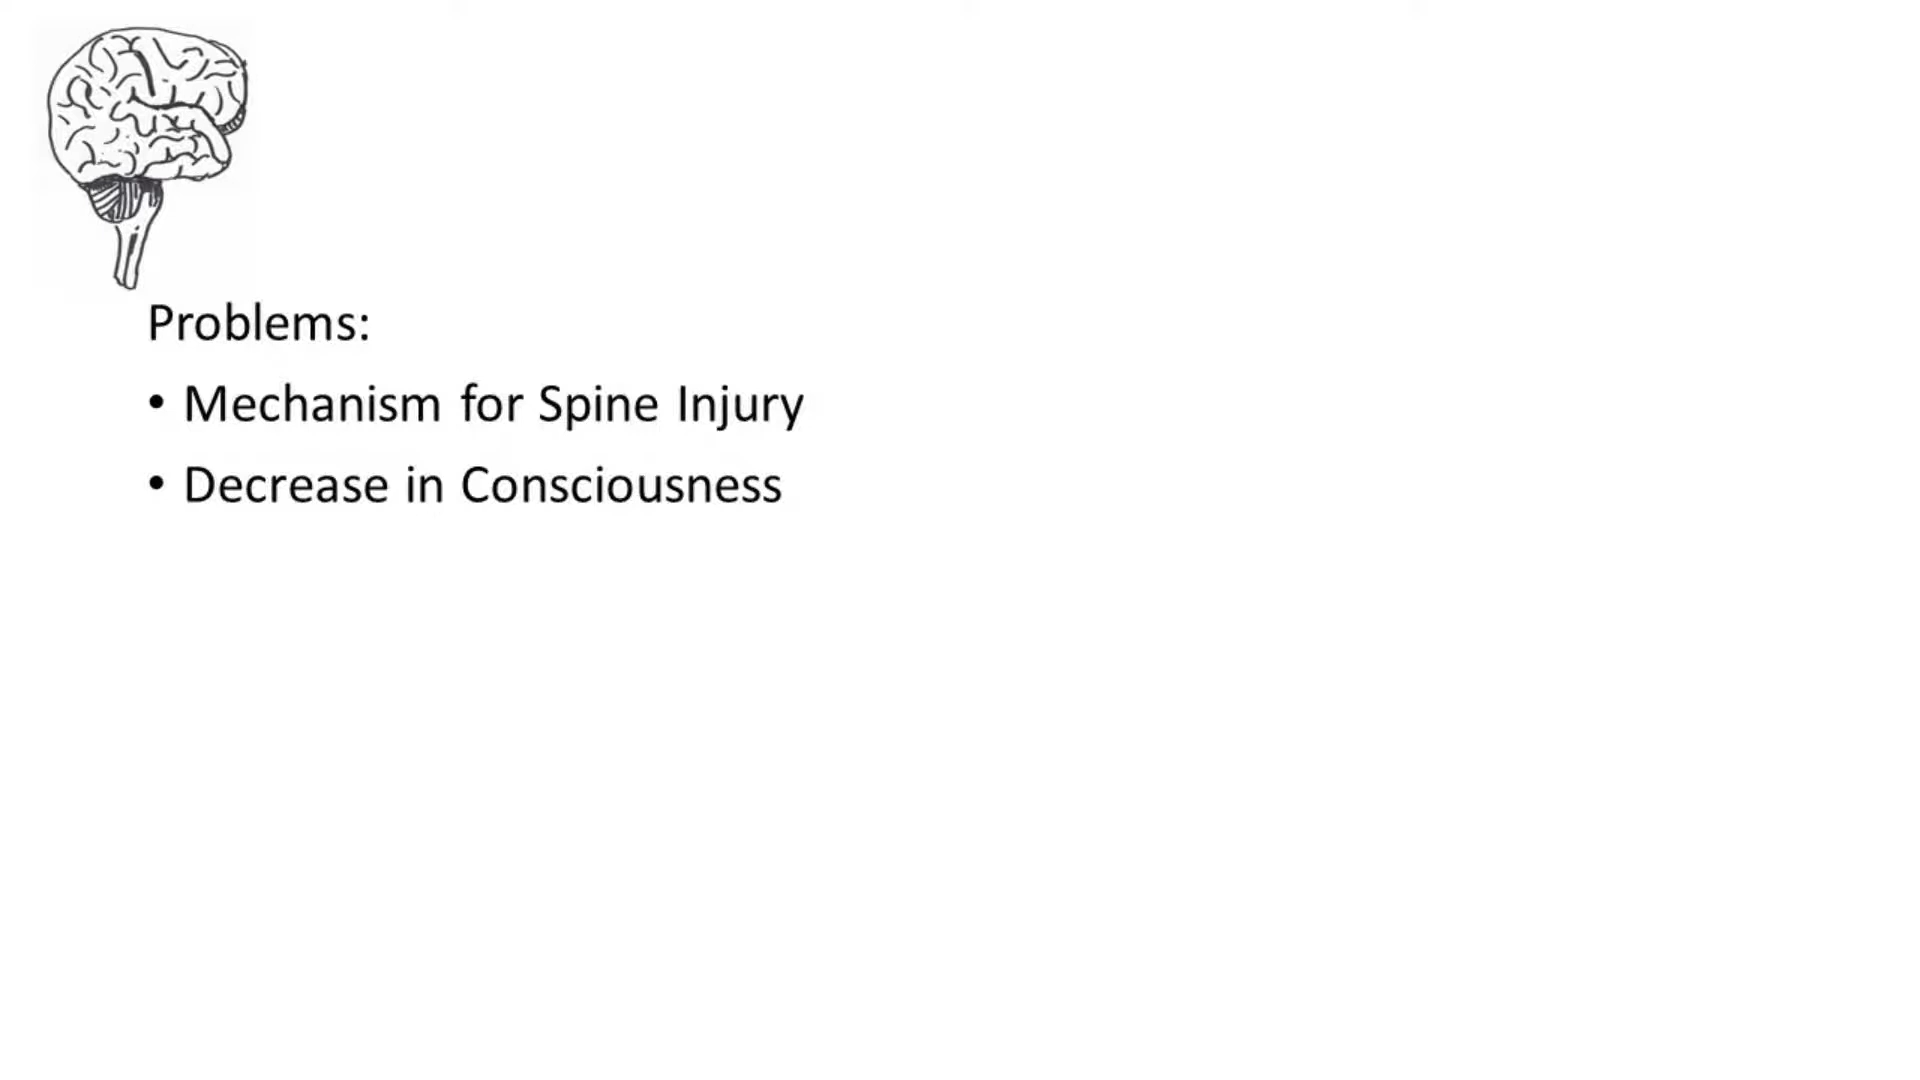 Problems:
• Mechanism for Spine Injury
• Decrease in Consciousness